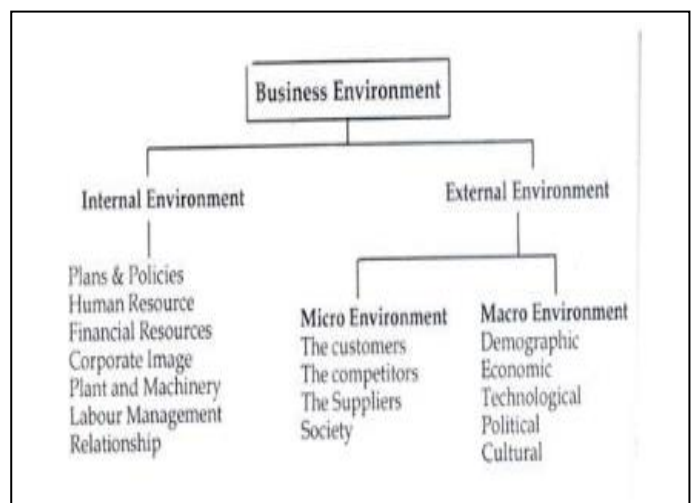 Business Environment
Internal Environment
External Environment
Plans & Policies
Human Resource
Financial Resources
Corporate Image
Plant and Machinery
Labour Management
Relationship
Micro Environment
The customers
The competitors
The Suppliers
Society
Macro Environment
Demographic
Economic
Technological
Political
Cultural